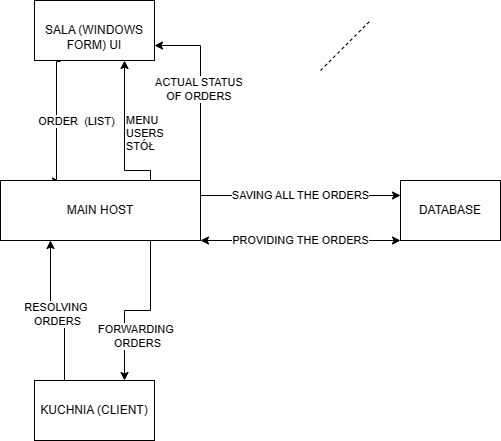 SALA (WINDOWS
FORM) UI
ACTUAL STATUS
OF ORDERS
ORDER (LIST)
MENU
USERS
STÓŁ
MAIN HOST
SAVING ALL THE ORDERS
DATABASE
PROVIDING THE ORDERS
RESOLVING
ORDERS
FORWARDING
ORDERS
KUCHNIA (CLIENT)